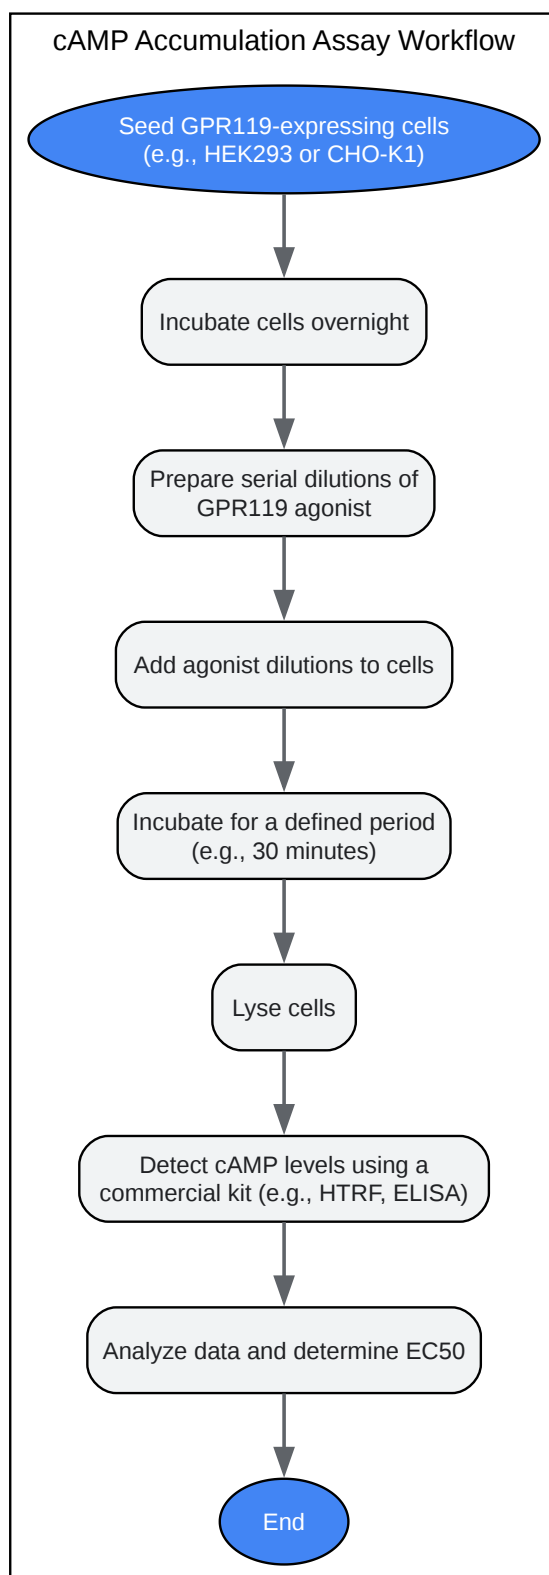 cAMP Accumulation Assay Workflow
Seed GPR119-expressing cells
(e.g., HEK293 or CHO-K1)
Incubate cells overnight
Prepare serial dilutions of
GPR119 agonist
Add agonist dilutions to cells
Incubate for a defined period
(e.g., 30 minutes)
Lyse cells
Detect cAMP levels using a
commercial kit (e.g., HTRF, ELISA)
Analyze data and determine EC50
End